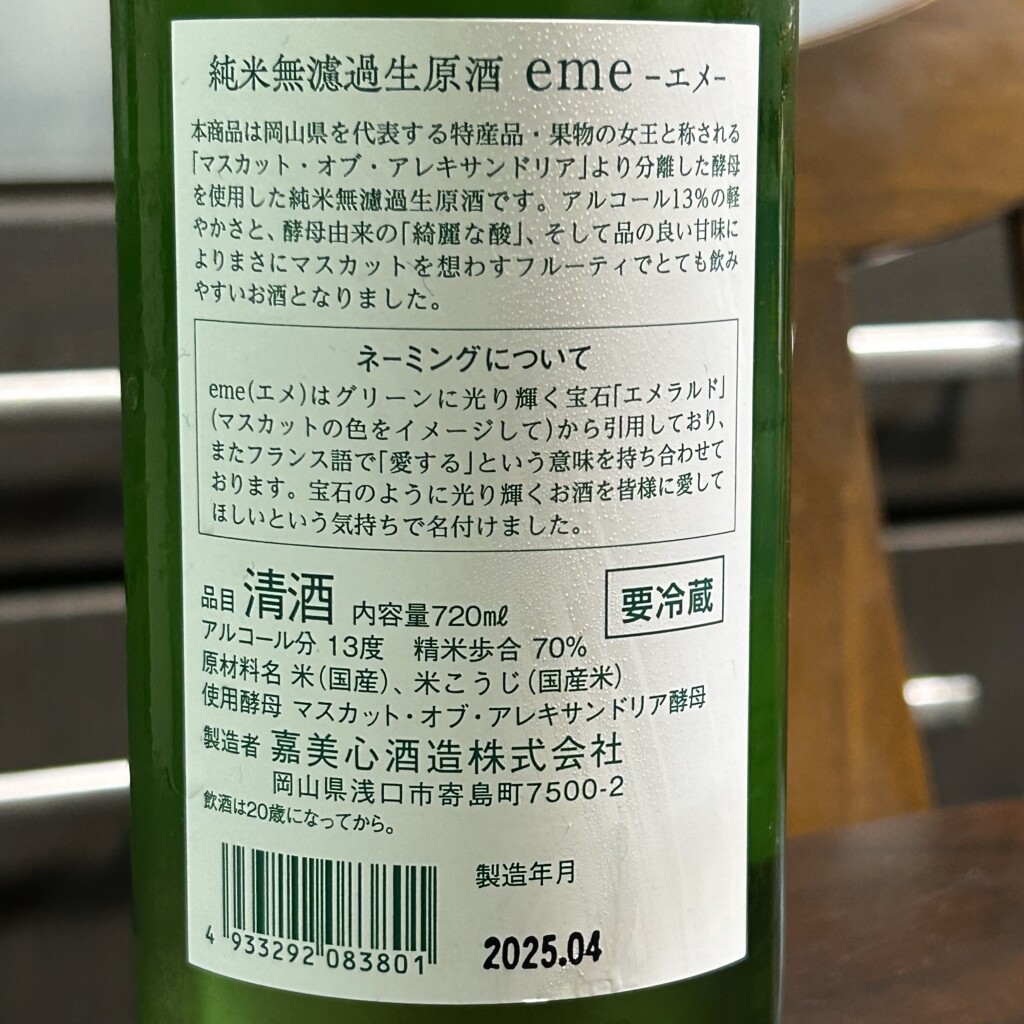 純米無濾過生原酒 eme −エメ−
本商品は岡山県を代表する特産品・果物の女王と称される
「マスカット・オブ・アレキサンドリア」より分離した酵母
を使用した純米無濾過生原酒です。アルコール13%の軽
やかさと、酵母由来の「綺麗な酸」、そして品の良い甘味に
よりまさにマスカットを想わすフルーティでとても飲み
やすいお酒となりました。
ネーミングについて
eme(エメ)はグリーンに光り輝く宝石「エメラルド」
(マスカットの色をイメージして)から引用しており、
またフランス語で「愛する」という意味を持ち合わせて
おります。宝石のように光り輝くお酒を皆様に愛して
ほしいという気持ちで名付けました。
品目 清酒 内容量720mℓ 要冷蔵
アルコール分 13度 精米歩合 70%
原材料名 米(国産)、米こうじ(国産米)
使用酵母 マスカット・オブ・アレキサンドリア酵母
製造者 嘉美心酒造株式会社
岡山県浅口市寄島町7500-2
飲酒は20歳になってから。
製造年月
4 933292 083801
2025.04